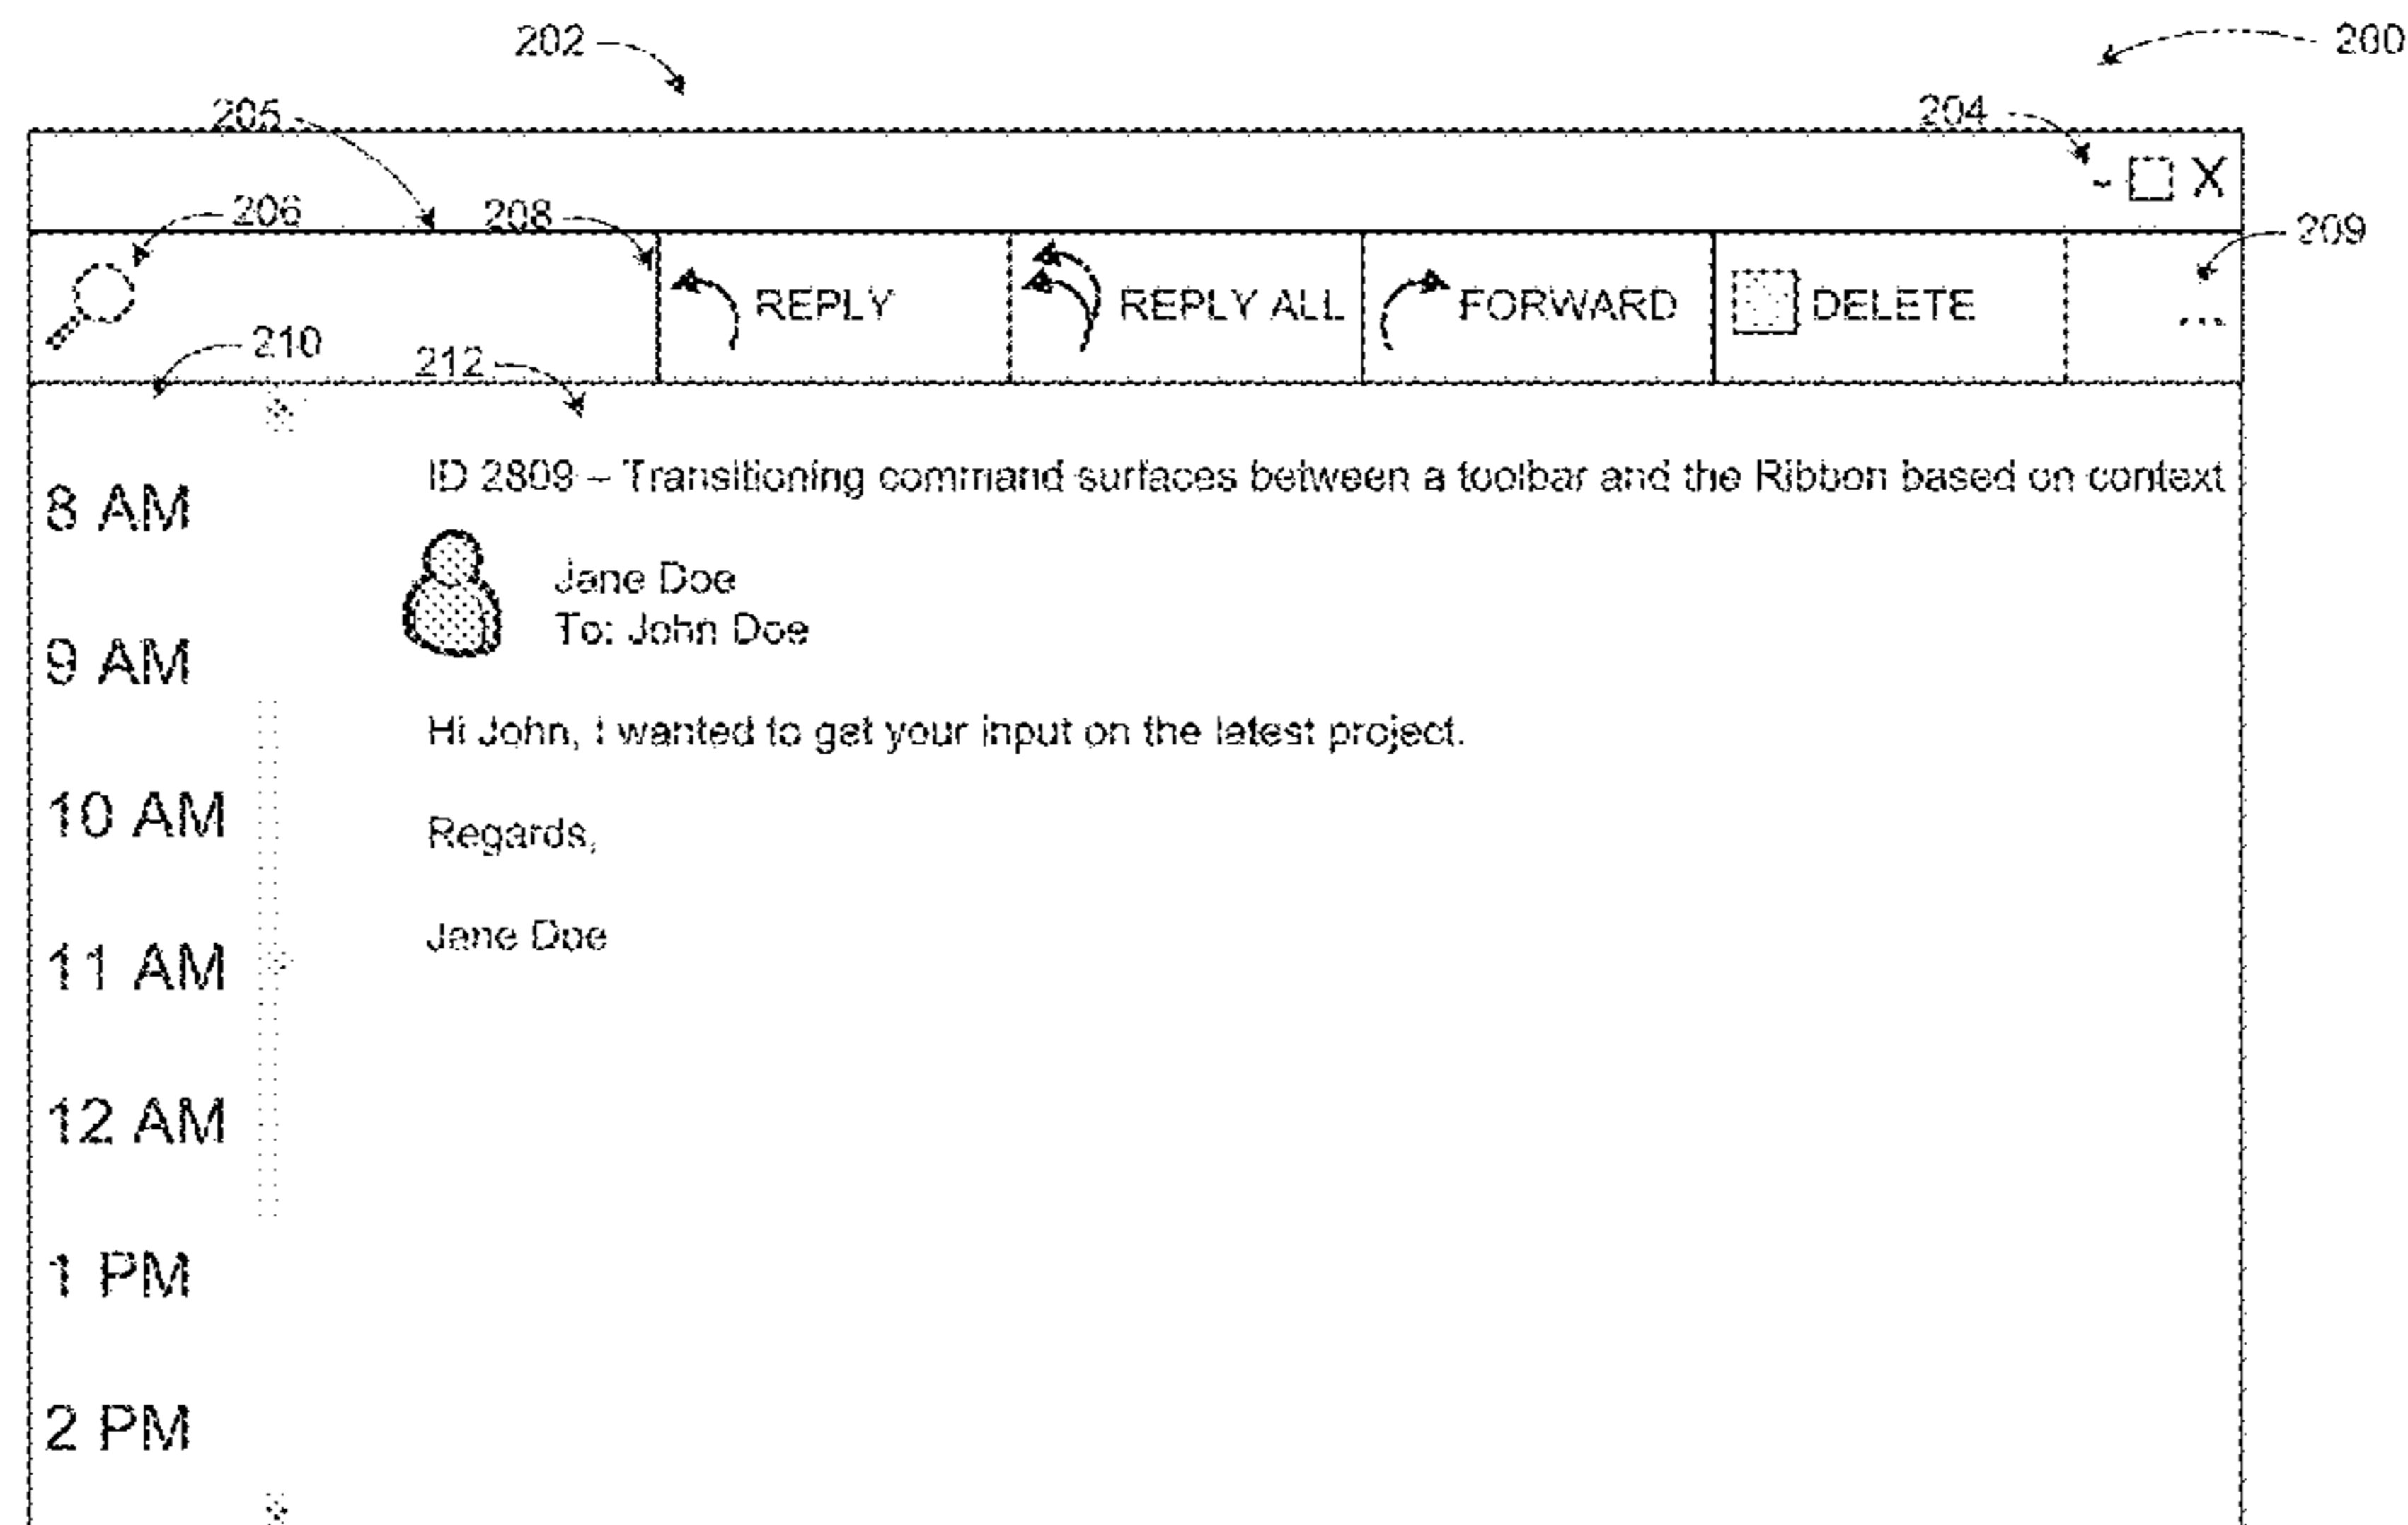 202
200
205
204
- □ X
206
208
209
REPLY
REPLY ALL
FORWARD
DELETE
...
210
212
ID 2809 – Transitioning command surfaces between a toolbar and the Ribbon based on context
8 AM
Jane Doe
To: John Doe
9 AM
Hi John, I wanted to get your input on the latest project.
10 AM
Regards,
Jane Doe
11 AM
12 AM
1 PM
2 PM